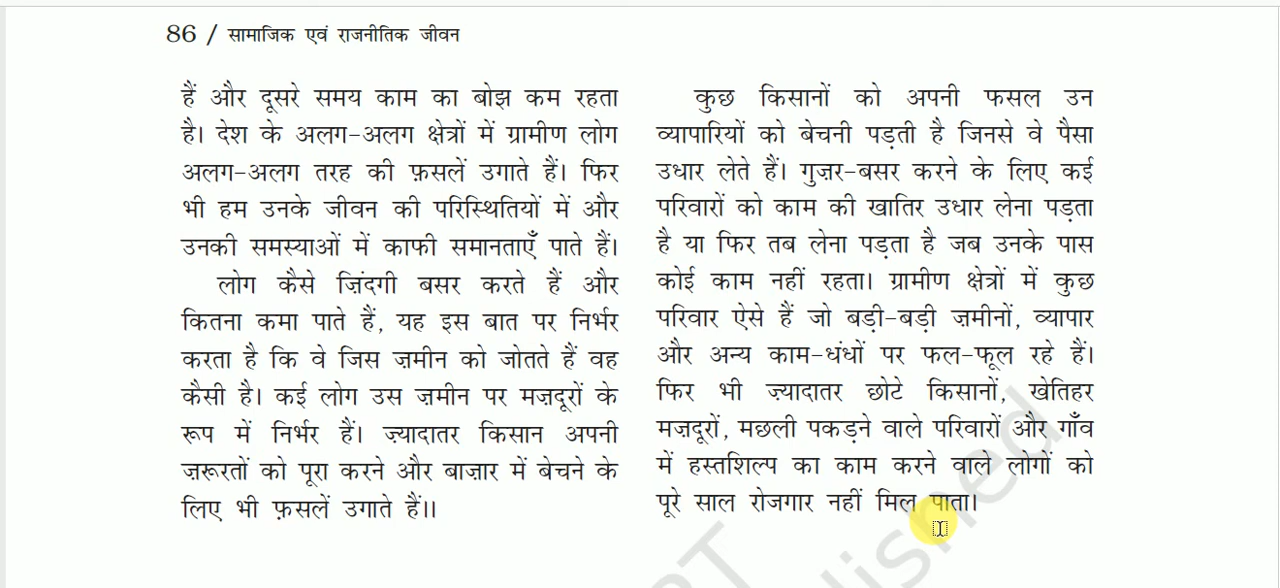 86 / सामाजिक एवं राजनीतिक जीवन
हैं और दूसरे समय काम का बोझ कम रहता
है। देश के अलग-अलग क्षेत्रों में ग्रामीण लोग
अलग-अलग तरह की फ़सलें उगाते हैं। फिर
भी हम उनके जीवन की परिस्थितियों में और
उनकी समस्याओं में काफी समानताएँ पाते हैं।
लोग कैसे ज़िंदगी बसर करते हैं और
कितना कमा पाते हैं, यह इस बात पर निर्भर
करता है कि वे जिस ज़मीन को जोतते हैं वह
कैसी है। कई लोग उस ज़मीन पर मज़दूरों के
रूप में निर्भर हैं। ज़्यादातर किसान अपनी
ज़रूरतों को पूरा करने और बाज़ार में बेचने के
लिए भी फ़सलें उगाते हैं।।
कुछ किसानों को अपनी फसल उन
व्यापारियों को बेचनी पड़ती है जिनसे वे पैसा
उधार लेते हैं। गुज़र-बसर करने के लिए कई
परिवारों को काम की खातिर उधार लेना पड़ता
है या फिर तब लेना पड़ता है जब उनके पास
कोई काम नहीं रहता। ग्रामीण क्षेत्रों में कुछ
परिवार ऐसे हैं जो बड़ी-बड़ी ज़मीनों, व्यापार
और अन्य काम-धंधों पर फल-फूल रहे हैं।
फिर भी ज़्यादातर छोटे किसानों, खेतिहर
मज़दूरों, मछली पकड़ने वाले परिवारों और गाँव
में हस्तशिल्प का काम करने वाले लोगों को
पूरे साल रोजगार नहीं मिल पाता।